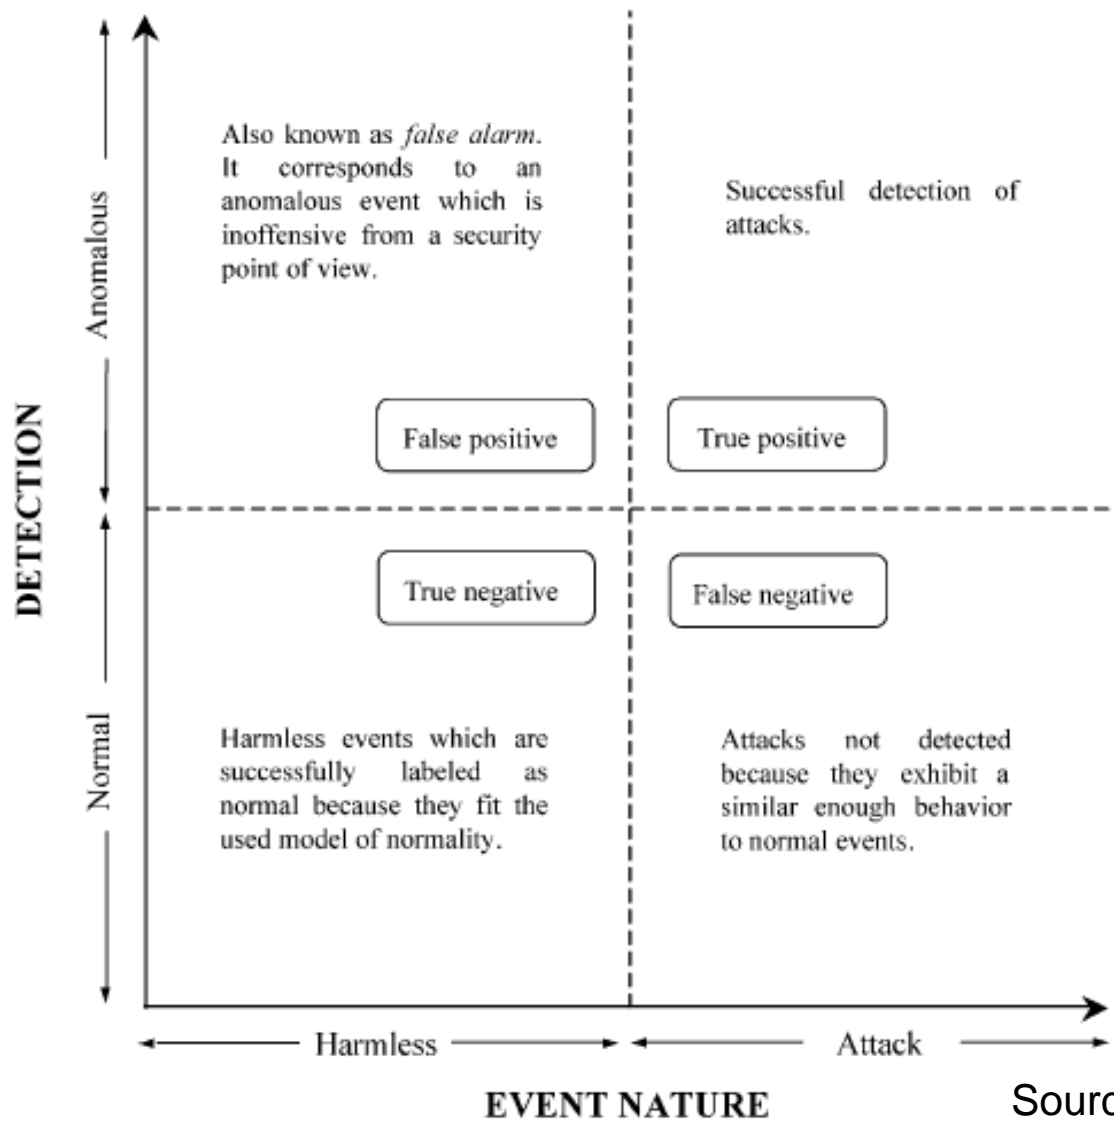 Also known as false alarm.
It corresponds to an
anomalous event which is
inoffensive from a security
point of view.
Successful detection of
attacks.
Anomalous
False positive
True positive
DETECTION
True negative
False negative
Normal
Harmless events which are
successfully labeled as
normal because they fit the
used model of normality.
Attacks not detected
because they exhibit a
similar enough behavior
to normal events.
Harmless
Attack
EVENT NATURE
Sourc